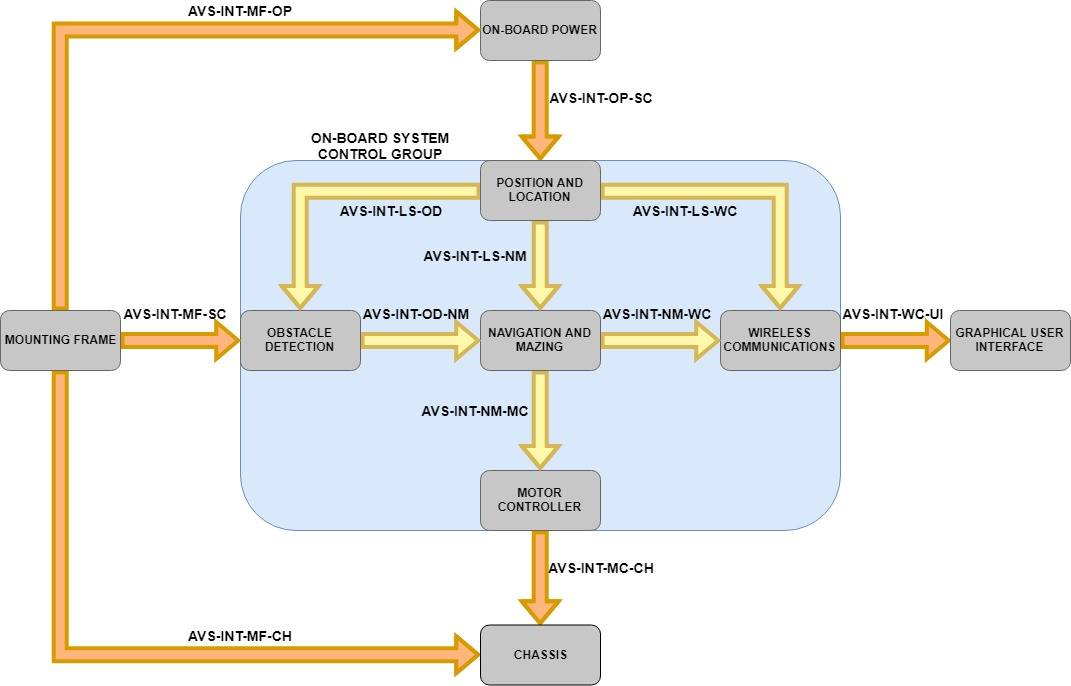 AVS-INT-MF-OP
ON-BOARD POWER
AVS-INT-OP-SC
ON-BOARD SYSTEM
CONTROL GROUP
POSITION AND
LOCATION
AVS-INT-LS-OD
AVS-INT-LS-WC
AVS-INT-LS-NM
MOUNTING FRAME
AVS-INT-MF-SC
OBSTACLE
DETECTION
AVS-INT-OD-NM
NAVIGATION AND
MAZING
AVS-INT-NM-WC
WIRELESS
COMMUNICATIONS
AVS-INT-WC-UI
GRAPHICAL USER
INTERFACE
AVS-INT-NM-MC
MOTOR
CONTROLLER
AVS-INT-MC-CH
AVS-INT-MF-CH
CHASSIS